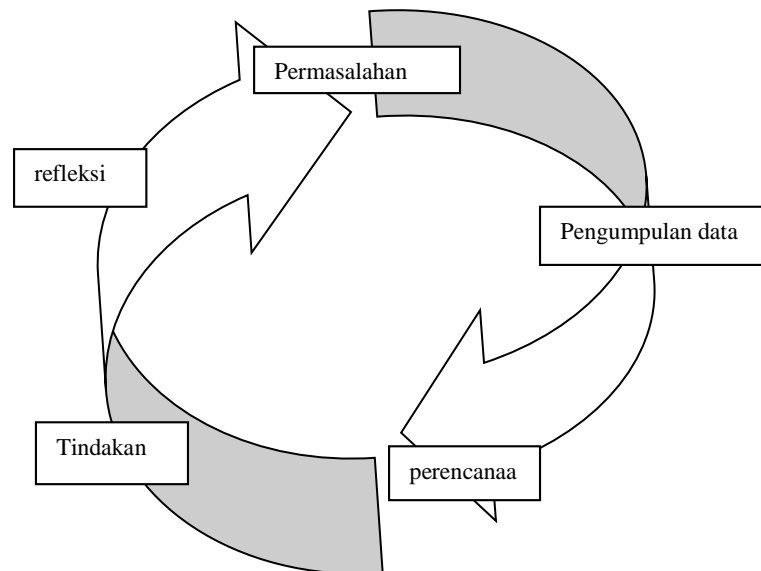 Permasalahan
refleksi
Pengumpulan data
Tindakan
perencanaa